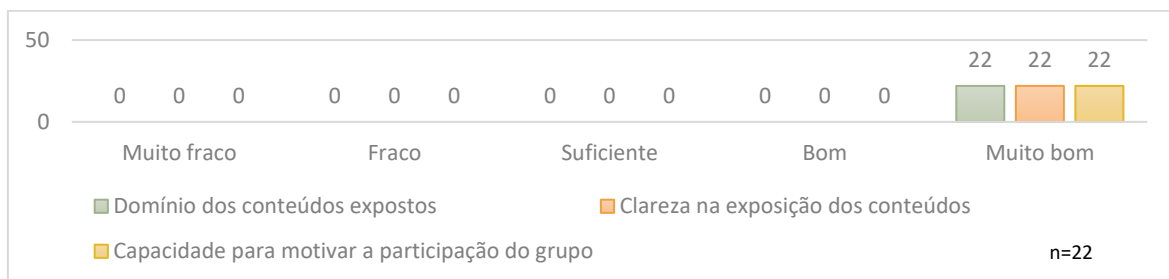 50
22 22 22
0 0 0 0 0 0 0 0 0 0 0 0
0
Muito fraco Fraco Suficiente Bom Muito bom
Domínio dos conteúdos expostos Clareza na exposição dos conteúdos
Capacidade para motivar a participação do grupo n=22